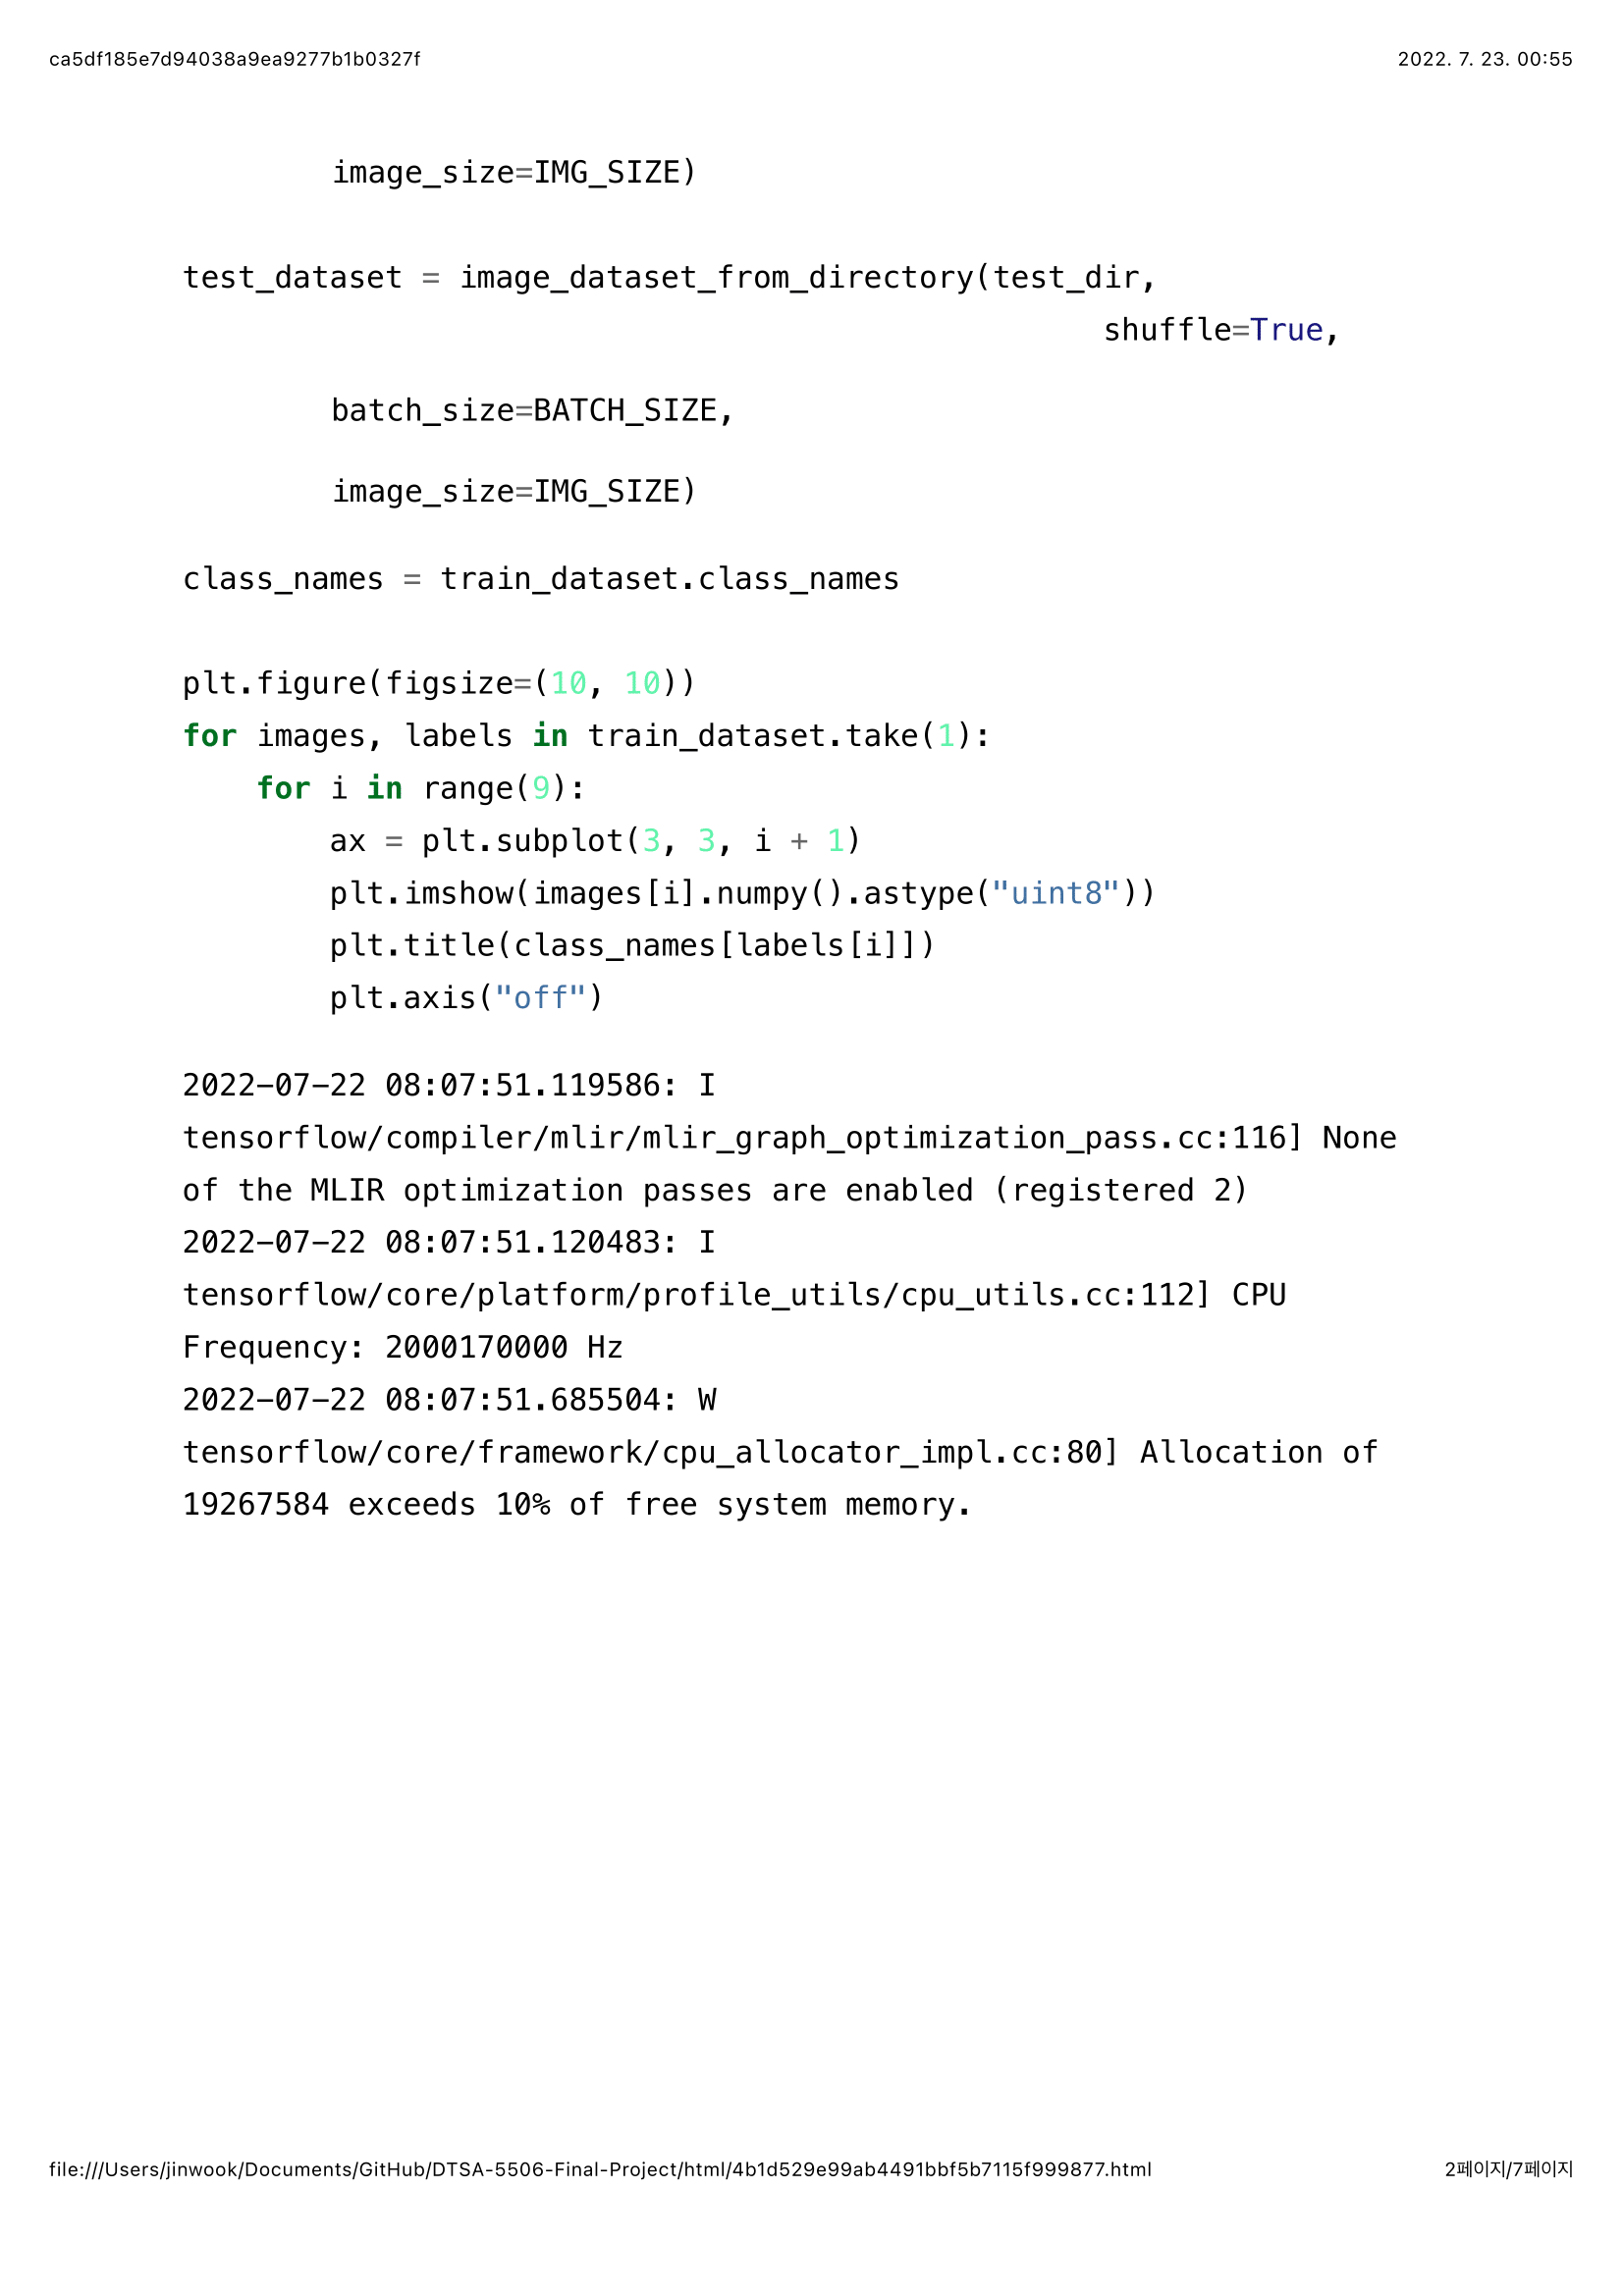 ca5df185e7d94038a9ea9277b1b0327f
2022. 7. 23. 00:55
image_size=IMG_SIZE)
test_dataset = image_dataset_from_directory(test_dir,
shuffle=True,
batch_size=BATCH_SIZE,
image_size=IMG_SIZE)
class_names = train_dataset.class_names
plt.figure(figsize=(10, 10))
for images, labels in train_dataset.take(1):
    for i in range(9):
        ax = plt.subplot(3, 3, i + 1)
        plt.imshow(images[i].numpy().astype("uint8"))
        plt.title(class_names[labels[i]])
        plt.axis("off")
2022-07-22 08:07:51.119586: I
tensorflow/compiler/mlir/mlir_graph_optimization_pass.cc:116] None
of the MLIR optimization passes are enabled (registered 2)
2022-07-22 08:07:51.120483: I
tensorflow/core/platform/profile_utils/cpu_utils.cc:112] CPU
Frequency: 2000170000 Hz
2022-07-22 08:07:51.685504: W
tensorflow/core/framework/cpu_allocator_impl.cc:80] Allocation of
19267584 exceeds 10% of free system memory.
file:///Users/jinwook/Documents/GitHub/DTSA-5506-Final-Project/html/4b1d529e99ab4491bbf5b7115f999877.html
2페이지/7페이지